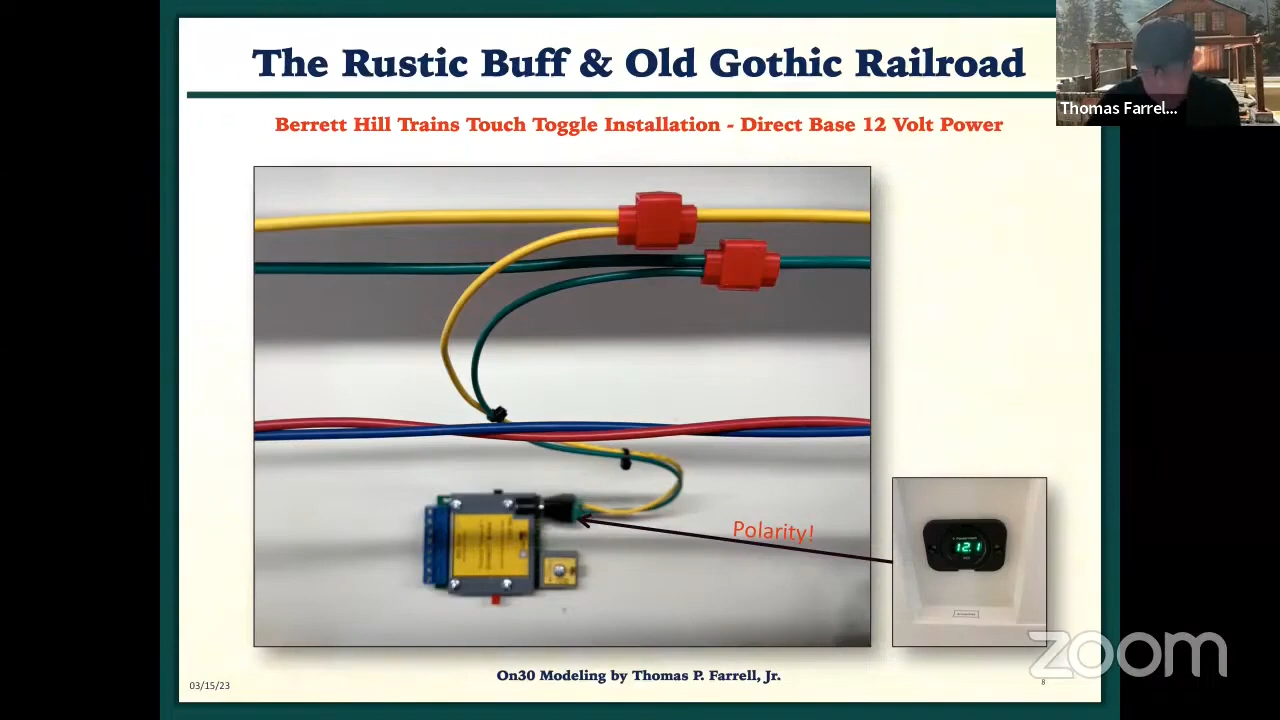 The Rustic Buff & Old Gothic Railroad
Thomas Farrel...
Berrett Hill Trains Touch Toggle Installation - Direct Base 12 Volt Power
Polarity!
12.1
On30 Modeling by Thomas P. Farrell, Jr.
03/15/23
8
zoom